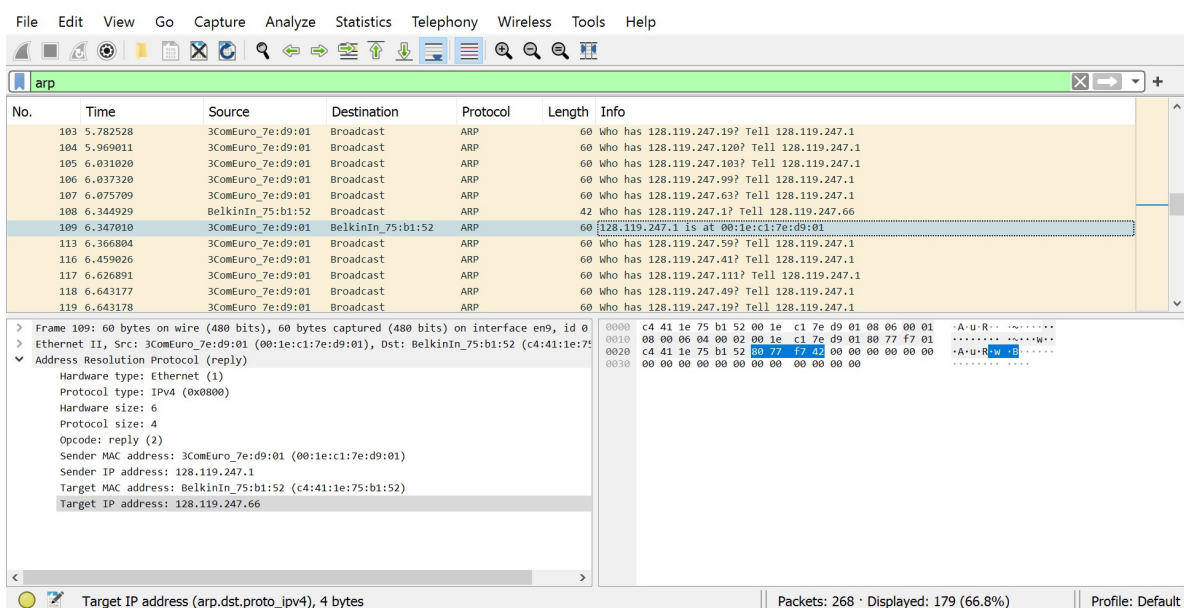 File Edit View Go Capture Analyze Statistics Telephony Wireless Tools Help
arp
No. Time Source Destination Protocol Length Info
103 5.782528 3ComEuro_7e:d9:01 Broadcast ARP 60 Who has 128.119.247.19? Tell 128.119.247.1
104 5.969011 3ComEuro_7e:d9:01 Broadcast ARP 60 Who has 128.119.247.120? Tell 128.119.247.1
105 6.031020 3ComEuro_7e:d9:01 Broadcast ARP 60 Who has 128.119.247.103? Tell 128.119.247.1
106 6.037320 3ComEuro_7e:d9:01 Broadcast ARP 60 Who has 128.119.247.99? Tell 128.119.247.1
107 6.075709 3ComEuro_7e:d9:01 Broadcast ARP 60 Who has 128.119.247.63? Tell 128.119.247.1
108 6.344929 BelkinIn_75:b1:52 Broadcast ARP 42 Who has 128.119.247.1? Tell 128.119.247.66
109 6.347010 3ComEuro_7e:d9:01 BelkinIn_75:b1:52 ARP 60 128.119.247.1 is at 00:1e:c1:7e:d9:01
113 6.366804 3ComEuro_7e:d9:01 Broadcast ARP 60 Who has 128.119.247.59? Tell 128.119.247.1
116 6.459026 3ComEuro_7e:d9:01 Broadcast ARP 60 Who has 128.119.247.41? Tell 128.119.247.1
117 6.626891 3ComEuro_7e:d9:01 Broadcast ARP 60 Who has 128.119.247.111? Tell 128.119.247.1
118 6.643177 3ComEuro_7e:d9:01 Broadcast ARP 60 Who has 128.119.247.49? Tell 128.119.247.1
119 6.643178 3ComEuro_7e:d9:01 Broadcast ARP 60 Who has 128.119.247.19? Tell 128.119.247.1
Frame 109: 60 bytes on wire (480 bits), 60 bytes captured (480 bits) on interface en9, id 0
Ethernet II, Src: 3ComEuro_7e:d9:01 (00:1e:c1:7e:d9:01), Dst: BelkinIn_75:b1:52 (c4:41:1e:75
Address Resolution Protocol (reply)
Hardware type: Ethernet (1)
Protocol type: IPv4 (0x0800)
Hardware size: 6
Protocol size: 4
Opcode: reply (2)
Sender MAC address: 3ComEuro_7e:d9:01 (00:1e:c1:7e:d9:01)
Sender IP address: 128.119.247.1
Target MAC address: BelkinIn_75:b1:52 (c4:41:1e:75:b1:52)
Target IP address: 128.119.247.66
0000 c4 41 1e 75 b1 52 00 1e c1 7e d9 01 08 06 00 01 ·A·u·R·· ·~······
0010 08 00 06 04 00 02 00 1e c1 7e d9 01 80 77 f7 01 ········ ·~···w··
0020 c4 41 1e 75 b1 52 80 77 f7 42 00 00 00 00 00 00 ·A·u·R·w ·B······
0030 00 00 00 00 00 00 00 00 00 00 00 00 ········ ····
Target IP address (arp.dst.proto_ipv4), 4 bytes
Packets: 268 · Displayed: 179 (66.8%)
Profile: Default